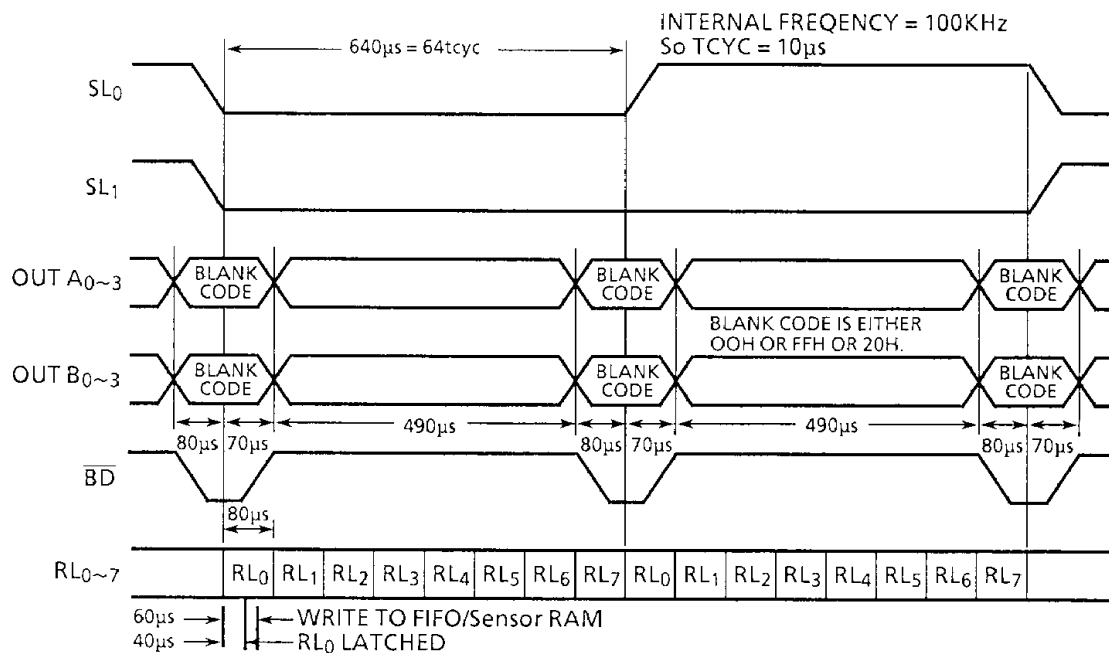 INTERNAL FREQENCY = 100KHz
So TCYC = 10μs
640μs = 64tcyc
SL0
SL1
OUT A0~3
BLANK CODE
BLANK CODE
BLANK CODE
BLANK CODE IS EITHER
OOH OR FFH OR 20H.
OUT B0~3
BLANK CODE
BLANK CODE
BLANK CODE
80μs 70μs 490μs 80μs 70μs 490μs 80μs 70μs
BD
80μs
RL0~7 RL0 RL1 RL2 RL3 RL4 RL5 RL6 RL7 RL0 RL1 RL2 RL3 RL4 RL5 RL6 RL7
60μs WRITE TO FIFO/Sensor RAM
40μs RL0 LATCHED